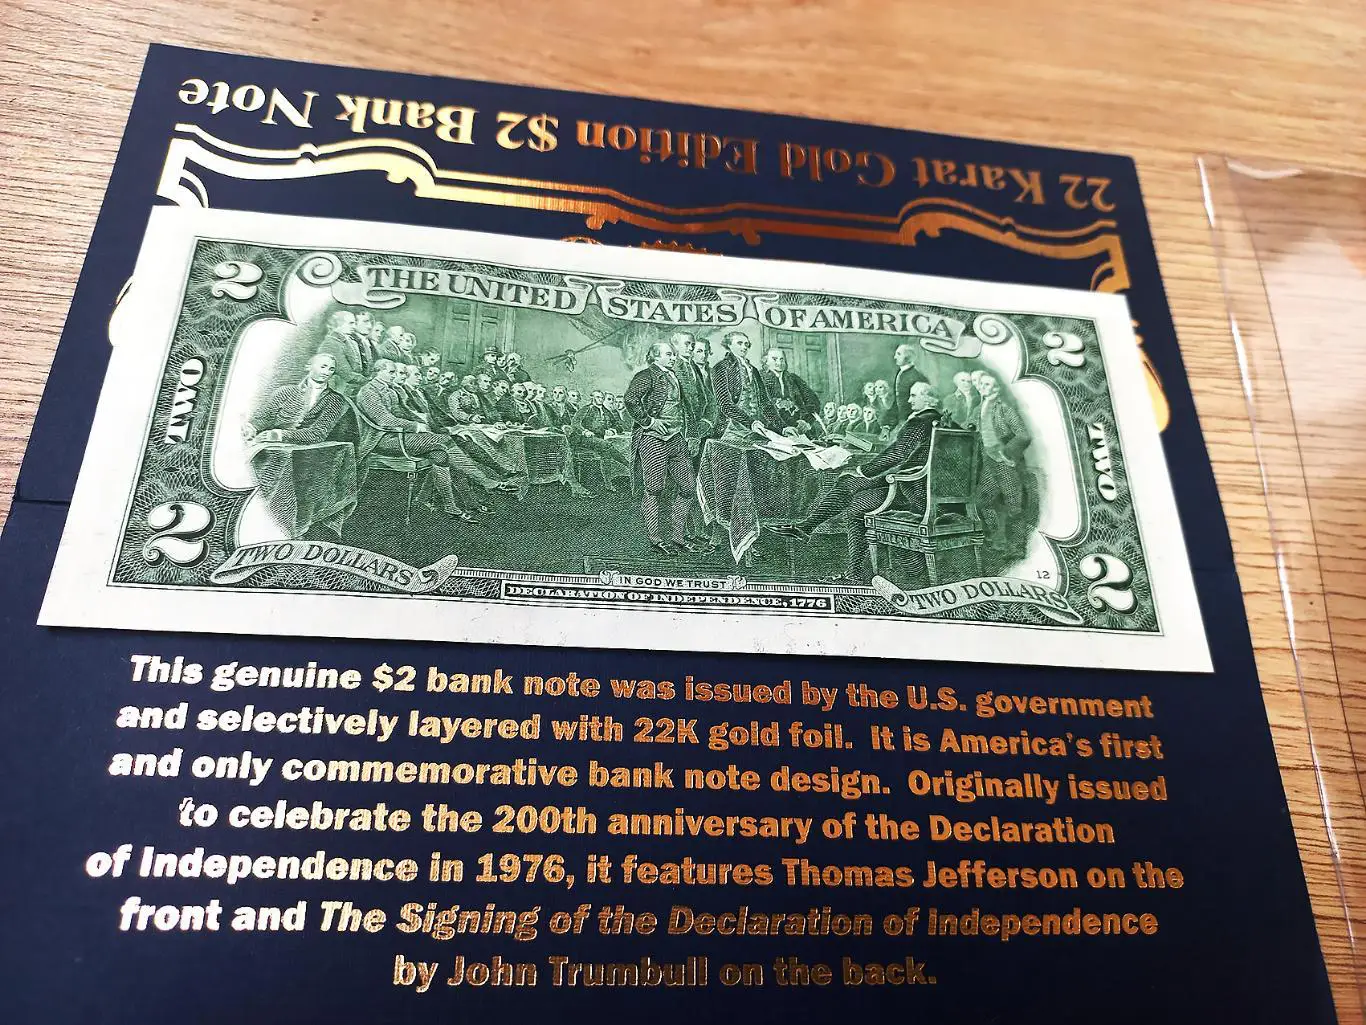 22 Karat Gold Edition $2 Bank Note
2
THE UNITED STATES OF AMERICA
2
TWO
TWO
2
TWO DOLLARS
IN GOD WE TRUST
DECLARATION OF INDEPENDENCE, 1776
12
TWO DOLLARS
2
This genuine $2 bank note was issued by the U.S. government
and selectively layered with 22K gold foil. It is America's first
and only commemorative bank note design. Originally issued
to celebrate the 200th anniversary of the Declaration
of Independence in 1976, it features Thomas Jefferson on the
front and The Signing of the Declaration of Independence
by John Trumbull on the back.